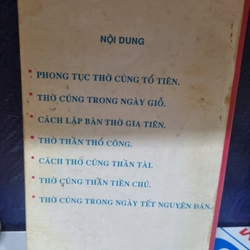 NỘI DUNG
* PHONG TỤC THỜ CÚNG TỔ TIÊN.
* THỜ CÚNG TRONG NGÀY GIỖ.
* CÁCH LẬP BÀN THỜ GIA TIÊN.
* THỜ THẦN THỔ CÔNG.
* CÁCH THỜ CÚNG THẦN TÀI.
* THỜ CÚNG THẦN TIÊN CHỦ.
* THỜ CÚNG TRONG NGÀY TẾT NGUYÊN ĐÁN.